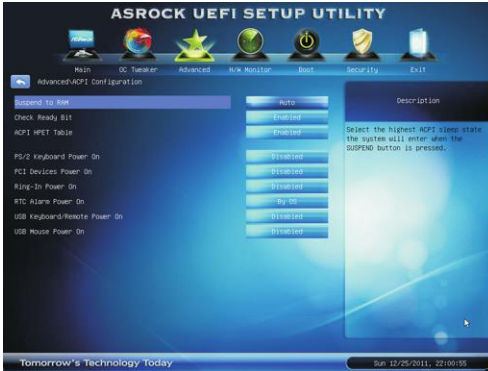 ASROCK UEFI SETUP UTILITY
Main OC Tweaker Advanced H/W Monitor Boot Security Exit
Advanced\ACPI Configuration
Description
Suspend to RAM Auto
Check Ready Bit Enabled
ACPI HPET Table Enabled
PS/2 Keyboard Power On Disabled
PCI Devices Power On Disabled
Ring-In Power On Disabled
RTC Alarm Power On By OS
USB Keyboard/Remote Power On Disabled
USB Mouse Power On Disabled
Select the highest ACPI sleep state
the system will enter when the
SUSPEND button is pressed.
Tomorrow's Technology Today
Sun 12/25/2011, 22:00:55